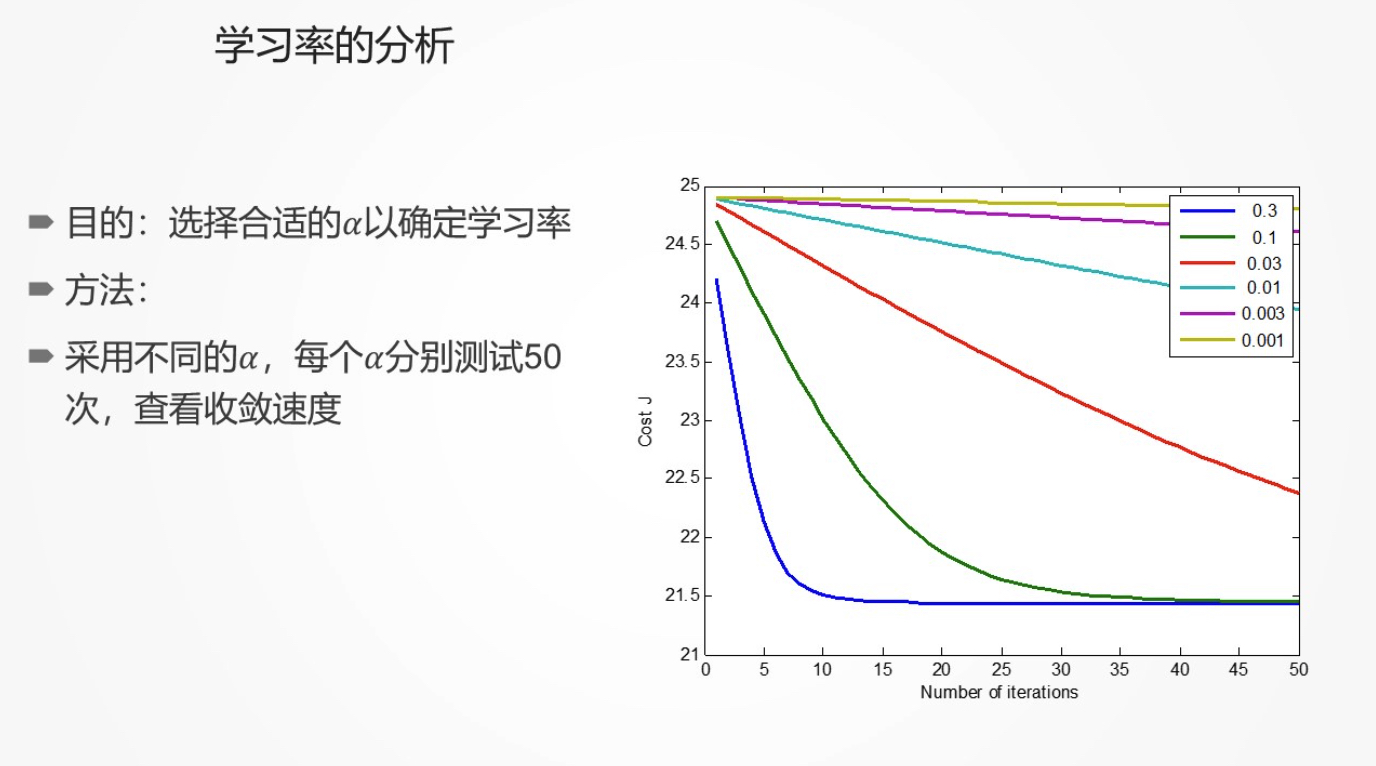 学习率的分析
目的：选择合适的α以确定学习率
方法：
采用不同的α，每个α分别测试50
次，查看收敛速度
25
24.5
24
23.5
23
22.5
22
21.5
21
Cost J
0 5 10 15 20 25 30 35 40 45 50
Number of iterations
0.3
0.1
0.03
0.01
0.003
0.001